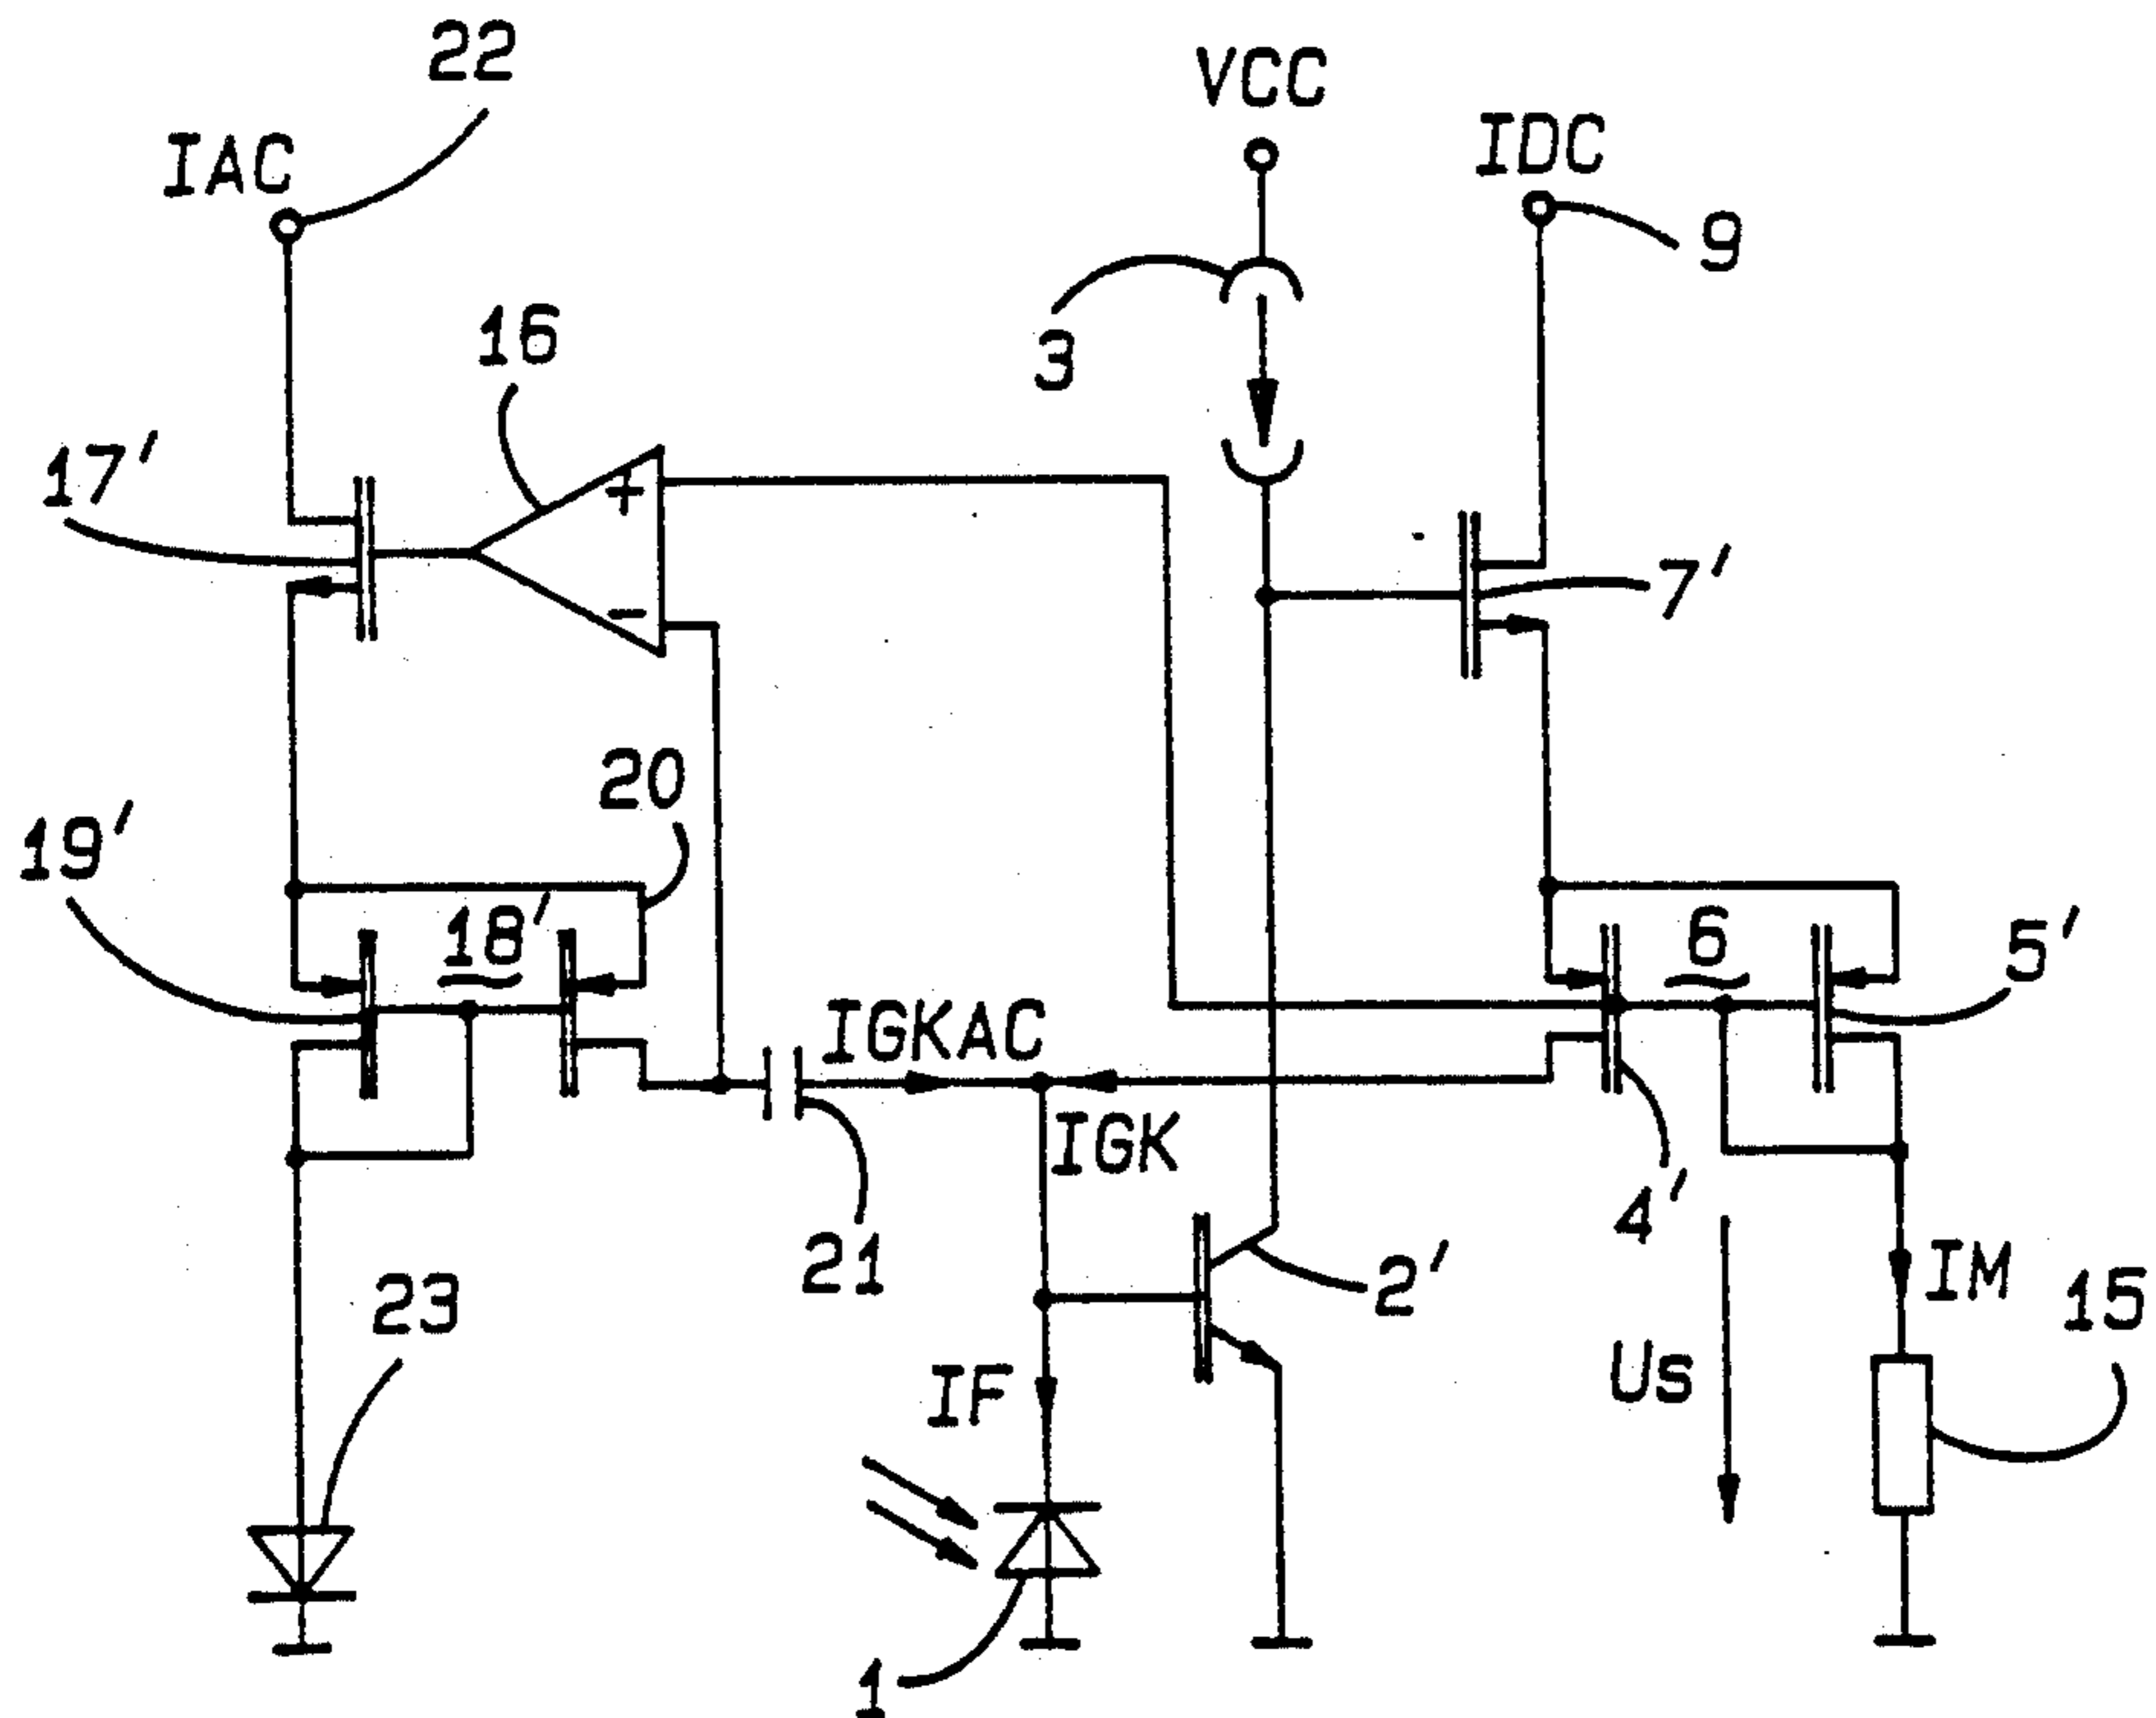 22
VCC
IAC
IDC
9
16
3
17'
+
7'
-
20
19'
18'
6
5'
IGKAC
IGK
4'
21
2'
IM
23
15
IF
Us
1